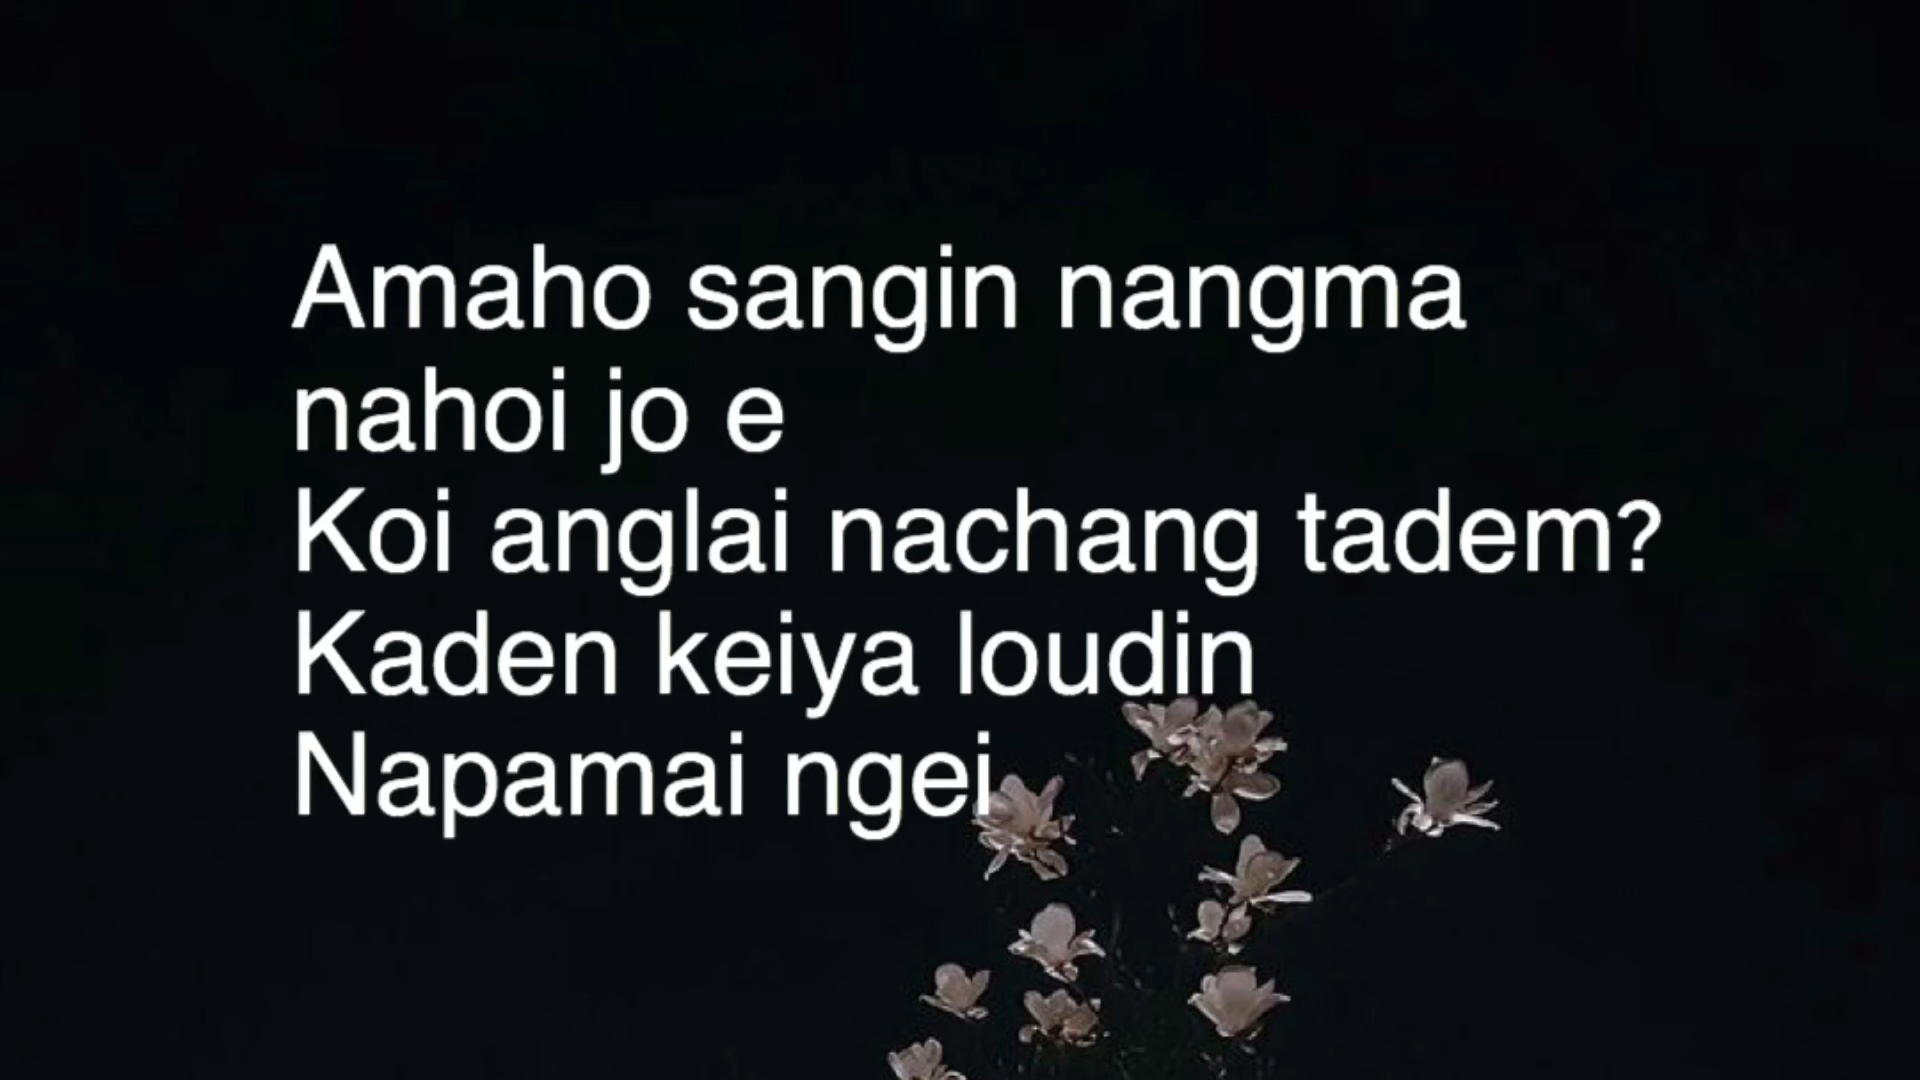 Amaho sangin nangma
nahoi jo e
Koi anglai nachang tadem?
Kaden keiya loudin
Napamai ngei